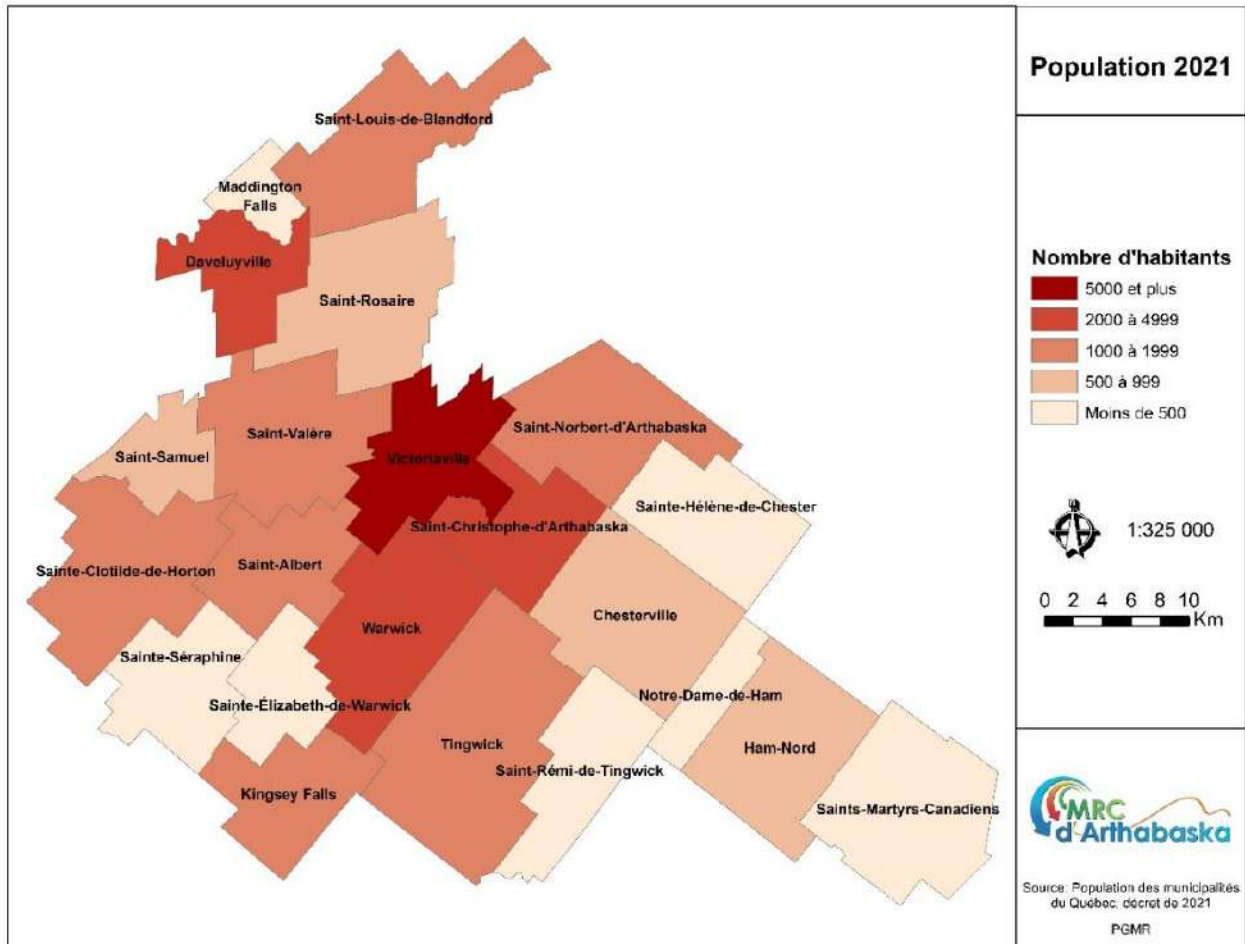 Population 2021
Saint-Louis-de-Blandford
Maddington
Falls
Daveluyville
Saint-Rosaire
Saint-Valère
Saint-Samuel
Victoriaville
Saint-Norbert-d'Arthabaska
Sainte-Hélène-de-Chester
Saint-Christophe-d'Arthabaska
Sainte-Clotilde-de-Horton
Saint-Albert
Warwick
Chesterville
Sainte-Séraphine
Sainte-Élizabeth-de-Warwick
Notre-Dame-de-Ham
Tingwick
Ham-Nord
Saint-Rémi-de-Tingwick
Kingsey Falls
Saints-Martyrs-Canadiens
Nombre d'habitants
5000 et plus
2000 à 4999
1000 à 1999
500 à 999
Moins de 500
1:325 000
0 2 4 6 8 10
Km
MRC
d'Arthabaska
Source: Population des municipalités
du Québec, décret de 2021
PGMR